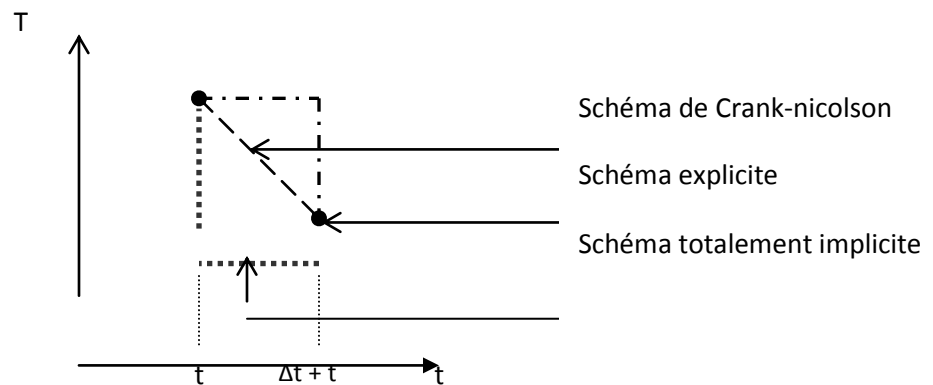 T
Schéma de Crank-nicolson
Schéma explicite
Schéma totalement implicite
t
Δt + t
t